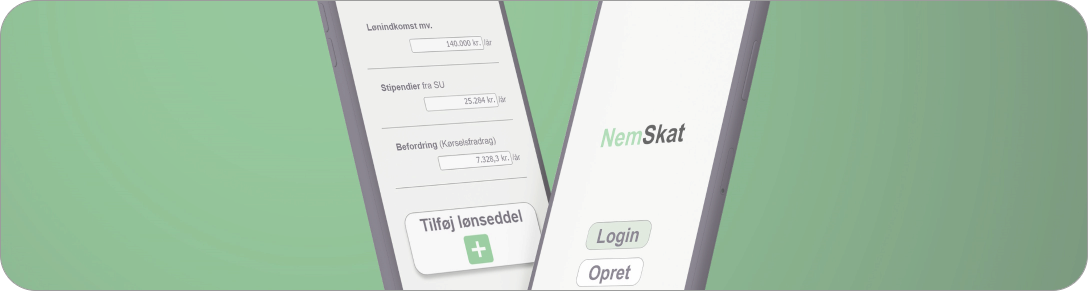 Lønindkomst mv.
140.000 kr. /år
Stipendier fra SU
25.284 kr. /år
Befordring (Kørselsfradrag)
7.328,3 kr. /år
Tilføj lønseddel
+
NemSkat
Login
Opret